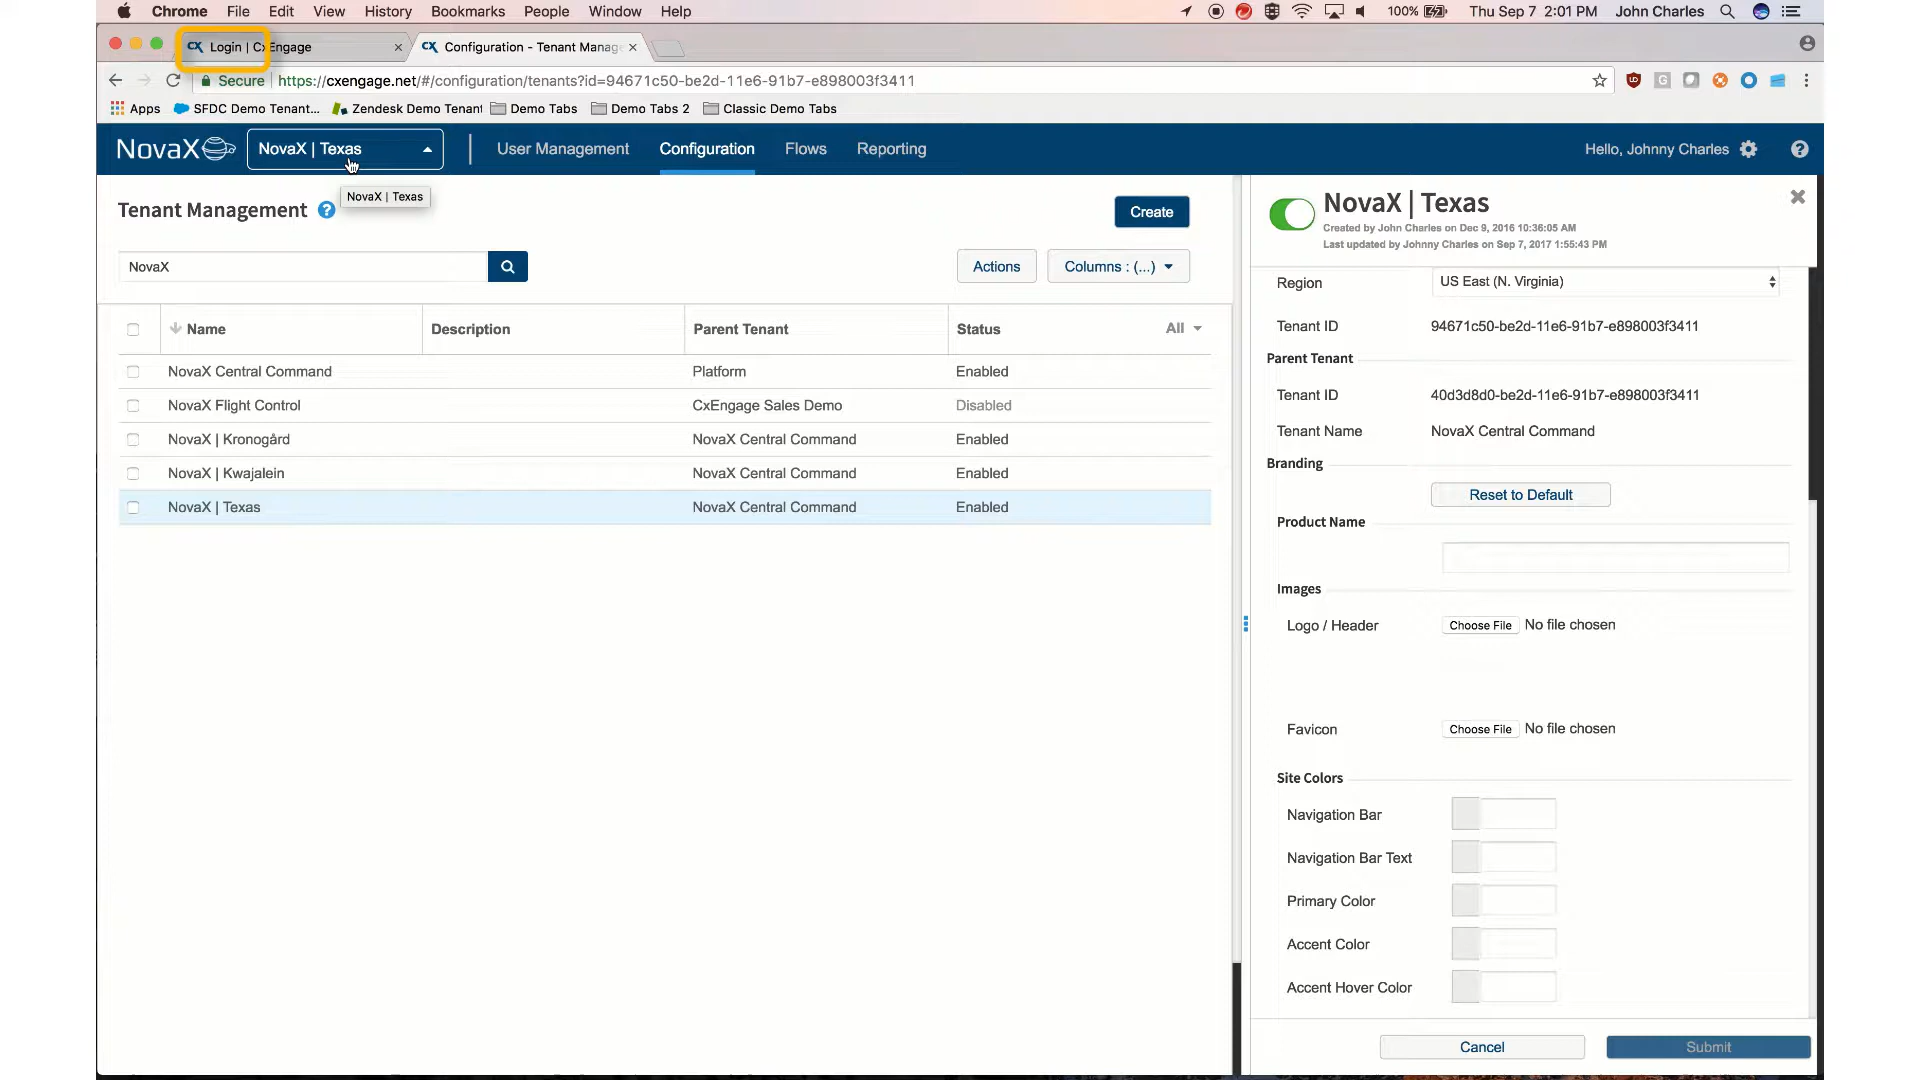 Chrome File Edit View History Bookmarks People Window Help 100% Thu Sep 7 2:01 PM John Charles
CX Login | CxEngage × CX Configuration - Tenant Manag ×
Secure https://cxengage.net/#/configuration/tenants?id=94671c50-be2d-11e6-91b7-e898003f3411
Apps SFDC Demo Tenant... Zendesk Demo Tenant Demo Tabs Demo Tabs 2 Classic Demo Tabs
NovaX NovaX | Texas User Management Configuration Flows Reporting Hello, Johnny Charles ?
NovaX | Texas
Tenant Management ? Create
NovaX Actions Columns : (...)
Name Description Parent Tenant Status All
NovaX Central Command Platform Enabled
NovaX Flight Control CxEngage Sales Demo Disabled
NovaX | Kronogård NovaX Central Command Enabled
NovaX | Kwajalein NovaX Central Command Enabled
NovaX | Texas NovaX Central Command Enabled
NovaX | Texas
Created by John Charles on Dec 9, 2016 10:36:05 AM
Last updated by Johnny Charles on Sep 7, 2017 1:55:43 PM
Region US East (N. Virginia)
Tenant ID 94671c50-be2d-11e6-91b7-e898003f3411
Parent Tenant
Tenant ID 40d3d8d0-be2d-11e6-91b7-e898003f3411
Tenant Name NovaX Central Command
Branding
Reset to Default
Product Name
Images
Logo / Header Choose File No file chosen
Favicon Choose File No file chosen
Site Colors
Navigation Bar
Navigation Bar Text
Primary Color
Accent Color
Accent Hover Color
Cancel Submit